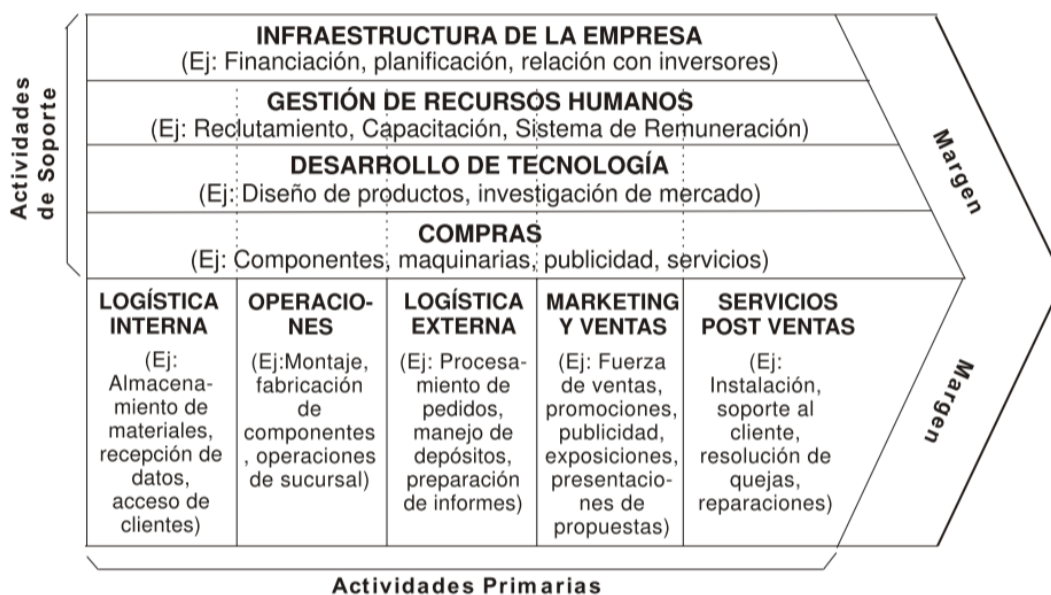 Actividades
de Soporte
INFRAESTRUCTURA DE LA EMPRESA
(Ej: Financiación, planificación, relación con inversores)
GESTIÓN DE RECURSOS HUMANOS
(Ej: Reclutamiento, Capacitación, Sistema de Remuneración)
DESARROLLO DE TECNOLOGÍA
(Ej: Diseño de productos, investigación de mercado)
COMPRAS
(Ej: Componentes, maquinarias, publicidad, servicios)
Margen
LOGÍSTICA
INTERNA
(Ej:
Almacena-
miento de
materiales,
recepción de
datos,
acceso de
clientes)
OPERACIO-
NES
(Ej:Montaje,
fabricación
de
componentes
, operaciones
de sucursal)
LOGÍSTICA
EXTERNA
(Ej: Procesa-
miento de
pedidos,
manejo de
depósitos,
preparación
de informes)
MARKETING
Y VENTAS
(Ej: Fuerza
de ventas,
promociones,
publicidad,
exposiciones,
presentacio-
nes de
propuestas)
SERVICIOS
POST VENTAS
(Ej:
Instalación,
soporte al
cliente,
resolución de
quejas,
reparaciones)
Margen
Actividades Primarias